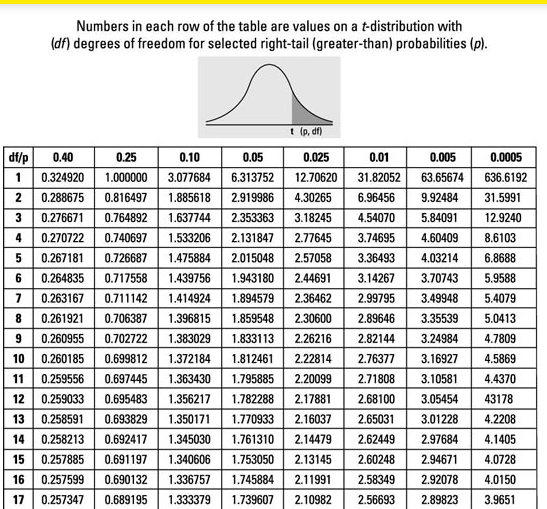 Numbers in each row of the table are values on a t-distribution with
(df) degrees of freedom for selected right-tail (greater-than) probabilities (p).
t (p, df)
df/p 0.40 0.25 0.10 0.05 0.025 0.01 0.005 0.0005
1 0.324920 1.000000 3.077684 6.313752 12.70620 31.82052 63.65674 636.6192
2 0.288675 0.816497 1.885618 2.919986 4.30265 6.96456 9.92484 31.5991
3 0.276671 0.764892 1.637744 2.353363 3.18245 4.54070 5.84091 12.9240
4 0.270722 0.740697 1.533206 2.131847 2.77645 3.74695 4.60409 8.6103
5 0.267181 0.726687 1.475884 2.015048 2.57058 3.36493 4.03214 6.8688
6 0.264835 0.717558 1.439756 1.943180 2.44691 3.14267 3.70743 5.9588
7 0.263167 0.711142 1.414924 1.894579 2.36462 2.99795 3.49948 5.4079
8 0.261921 0.706387 1.396815 1.859548 2.30600 2.89646 3.35539 5.0413
9 0.260955 0.702722 1.383029 1.833113 2.26216 2.82144 3.24984 4.7809
10 0.260185 0.699812 1.372184 1.812461 2.22814 2.76377 3.16927 4.5869
11 0.259556 0.697445 1.363430 1.795885 2.20099 2.71808 3.10581 4.4370
12 0.259033 0.695483 1.356217 1.782288 2.17881 2.68100 3.05454 43178
13 0.258591 0.693829 1.350171 1.770933 2.16037 2.65031 3.01228 4.2208
14 0.258213 0.692417 1.345030 1.761310 2.14479 2.62449 2.97684 4.1405
15 0.257885 0.691197 1.340606 1.753050 2.13145 2.60248 2.94671 4.0728
16 0.257599 0.690132 1.336757 1.745884 2.11991 2.58349 2.92078 4.0150
17 0.257347 0.689195 1.333379 1.739607 2.10982 2.56693 2.89823 3.9651